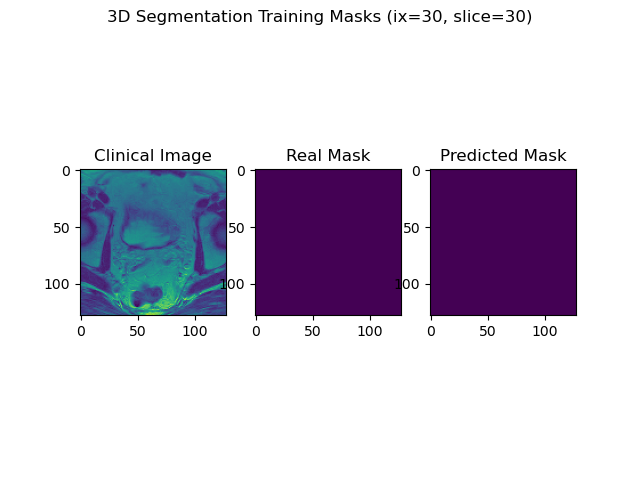 3D Segmentation Training Masks (ix=30, slice=30)
Clinical Image Real Mask Predicted Mask
0 0 0
50 50 50
100 100 100
0 50 100 0 50 100 0 50 100